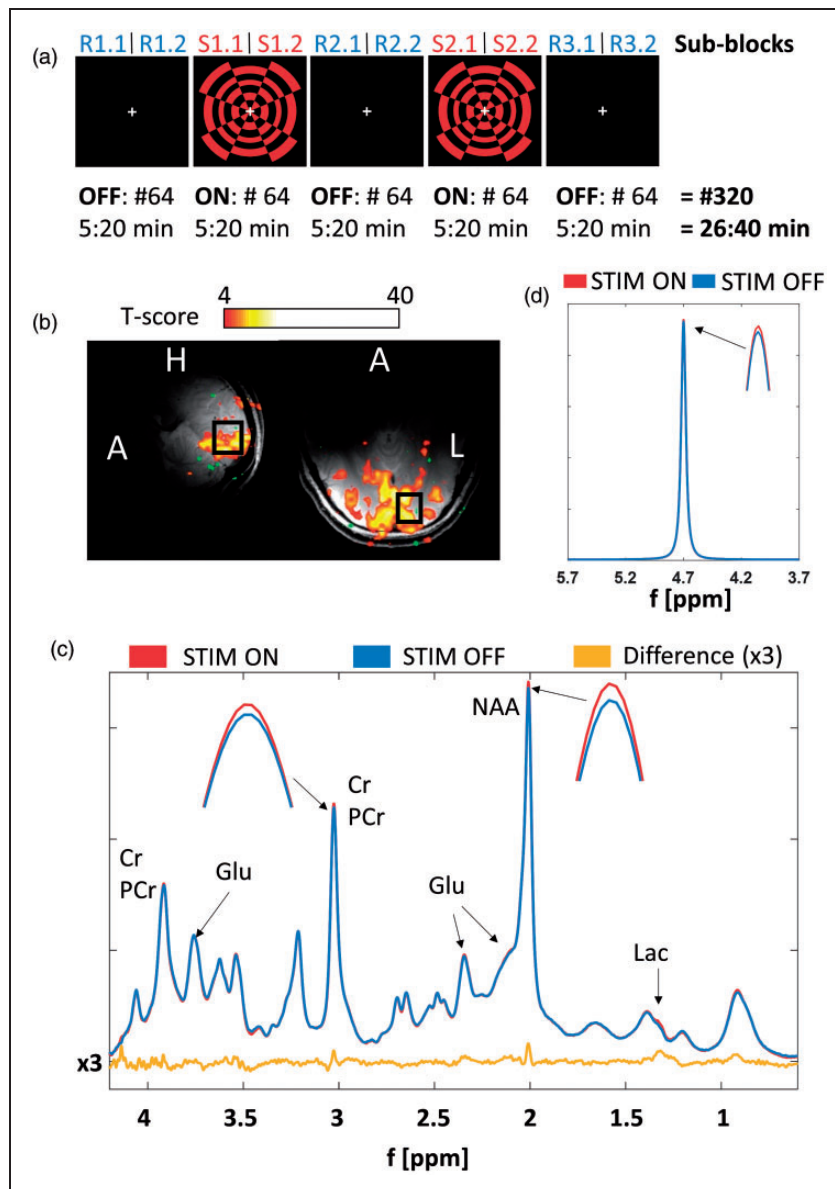 (a)
R1.1 | R1.2 S1.1 | S1.2 R2.1 | R2.2 S2.1 | S2.2 R3.1 | R3.2 Sub-blocks
OFF: #64 ON: # 64 OFF: # 64 ON: # 64 OFF: # 64 = #320
5:20 min 5:20 min 5:20 min 5:20 min 5:20 min = 26:40 min
(b)
T-score
4 40
H
A
A
L
(d)
STIM ON STIM OFF
5.7 5.2 4.7 4.2 3.7
f [ppm]
(c)
STIM ON STIM OFF Difference (x3)
NAA
Cr
PCr
Cr
PCr
Glu
Glu
Lac
x3
4 3.5 3 2.5 2 1.5 1
f [ppm]